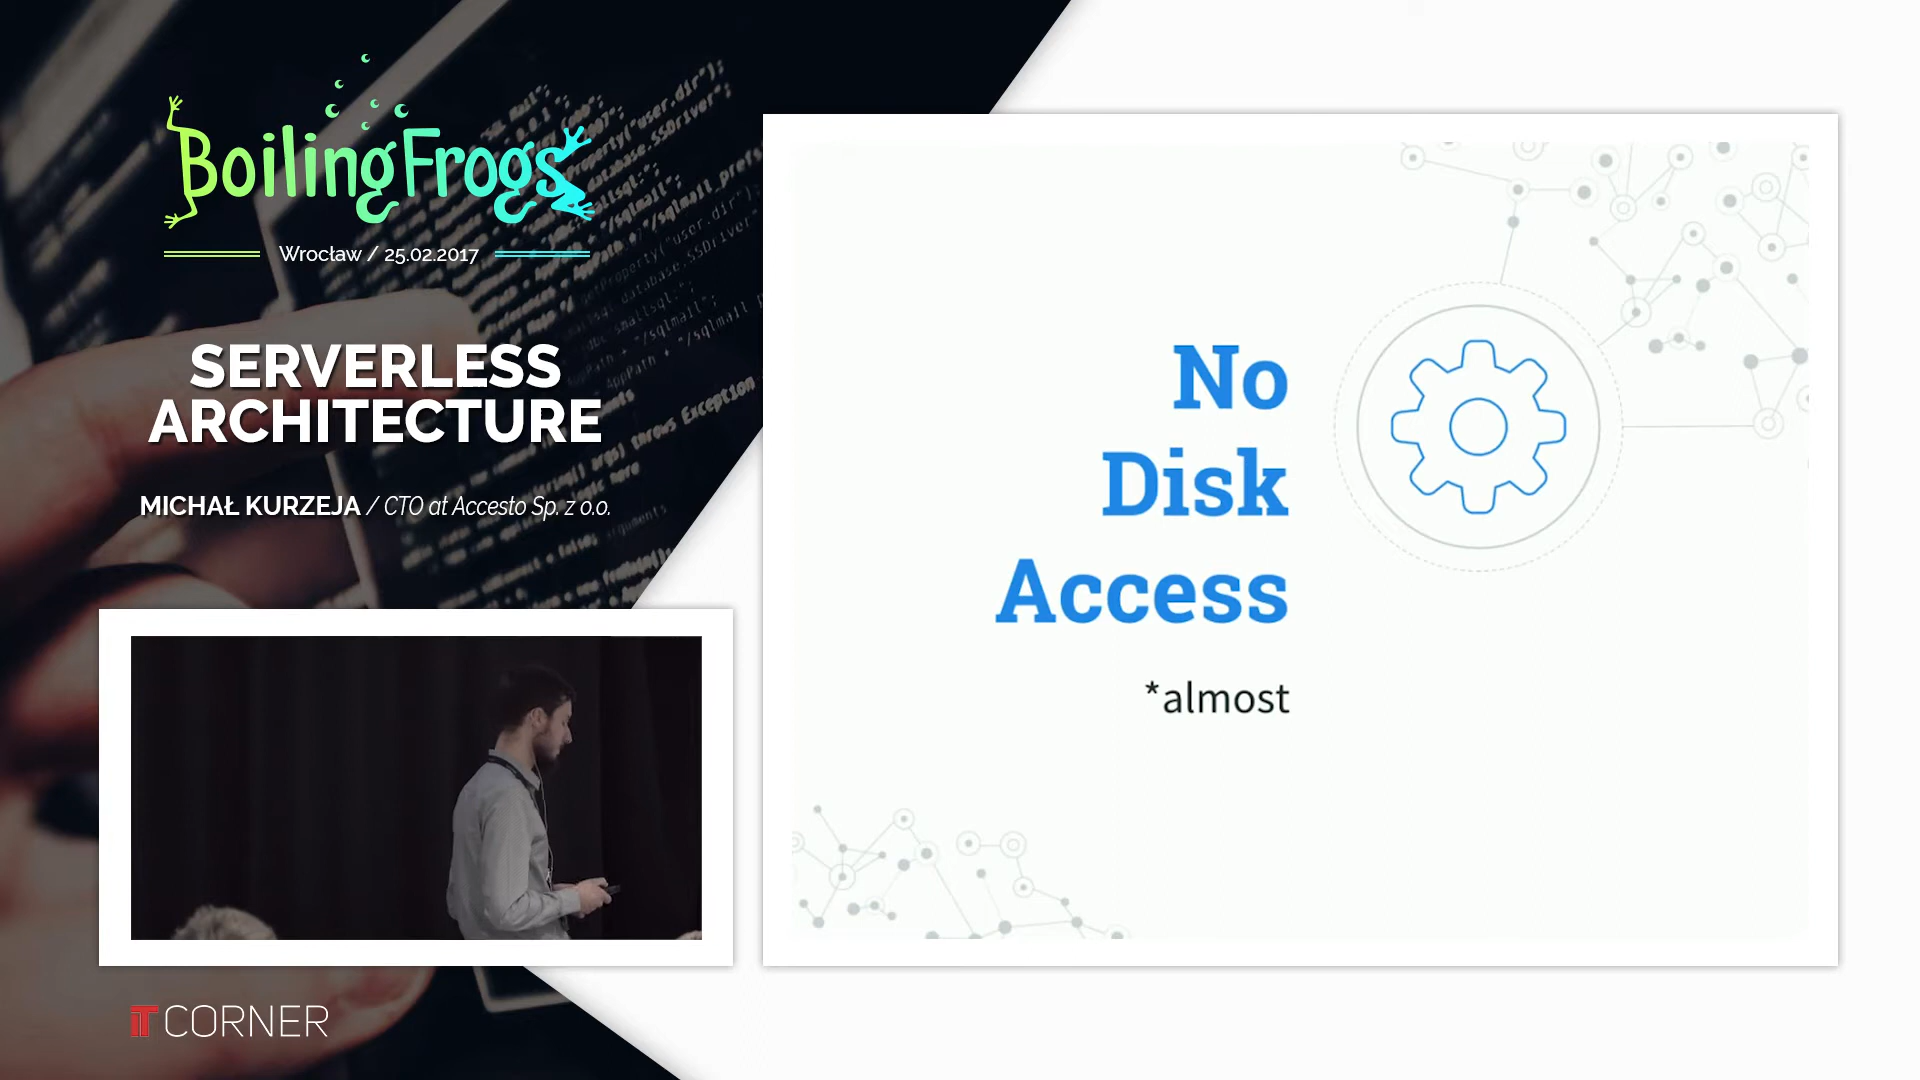 BoilingFrogs
Wrocław / 25.02.2017
SERVERLESS
ARCHITECTURE
MICHAŁ KURZEJA / CTO at Accesto Sp. z o.o.
No
Disk
Access
*almost
IT CORNER